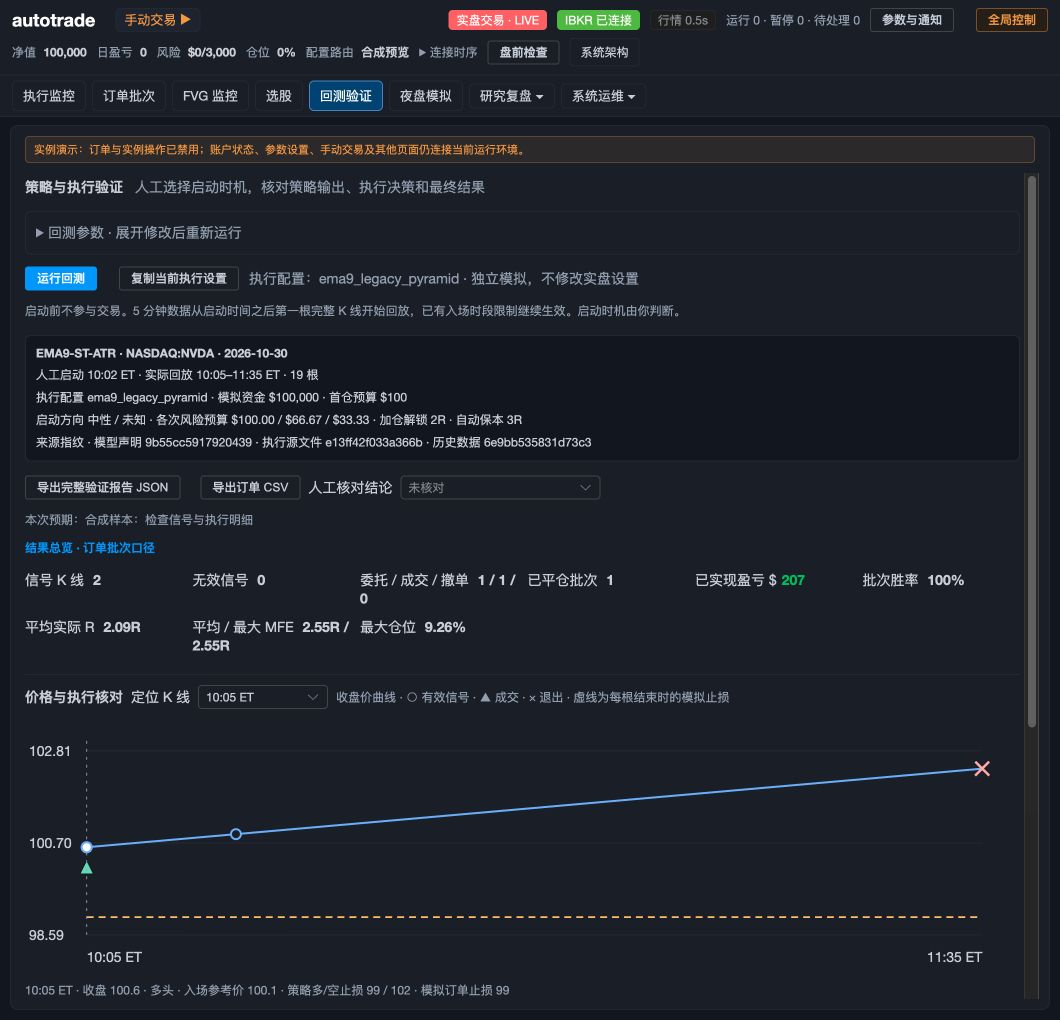 autotrade 手动交易 ▶ 实盘交易 · LIVE IBKR 已连接 行情 0.5s 运行 0 · 暂停 0 · 待处理 0 参数与通知 全局控制
净值 100,000 日盈亏 0 风险 $0/3,000 仓位 0% 配置路由 合成预览 ▶ 连接时序 盘前检查 系统架构
执行监控 订单批次 FVG 监控 选股 回测验证 夜盘模拟 研究复盘 系统运维
实例演示：订单与实例操作已禁用；账户状态、参数设置、手动交易及其他页面仍连接当前运行环境。
策略与执行验证 人工选择启动时机，核对策略输出、执行决策和最终结果
▶ 回测参数 · 展开修改后重新运行
运行回测 复制当前执行设置 执行配置：ema9_legacy_pyramid · 独立模拟，不修改实盘设置
启动前不参与交易。5 分钟数据从启动时间之后第一根完整 K 线开始回放，已有入场时段限制继续生效。启动时机由你判断。
EMA9-ST-ATR · NASDAQ:NVDA · 2026-10-30
人工启动 10:02 ET · 实际回放 10:05–11:35 ET · 19 根
执行配置 ema9_legacy_pyramid · 模拟资金 $100,000 · 首仓预算 $100
启动方向 中性 / 未知 · 各次风险预算 $100.00 / $66.67 / $33.33 · 加仓解锁 2R · 自动保本 3R
来源指纹 · 模型声明 9b55cc5917920439 · 执行源文件 e13ff42f033a366b · 历史数据 6e9bb535831d73c3
导出完整验证报告 JSON 导出订单 CSV 人工核对结论 未核对
本次预期：合成样本：检查信号与执行明细
结果总览 · 订单批次口径
信号 K 线 2 无效信号 0 委托 / 成交 / 撤单 1 / 1 / 0 已平仓批次 1 已实现盈亏 $ 207 批次胜率 100%
平均实际 R 2.09R 平均 / 最大 MFE 2.55R / 2.55R 最大仓位 9.26%
价格与执行核对 定位 K 线 10:05 ET 收盘价曲线 · ○ 有效信号 · ▲ 成交 · × 退出 · 虚线为每根结束时的模拟止损
102.81
100.70
98.59
10:05 ET 11:35 ET
10:05 ET · 收盘 100.6 · 多头 · 入场参考价 100.1 · 策略多/空止损 99 / 102 · 模拟订单止损 99